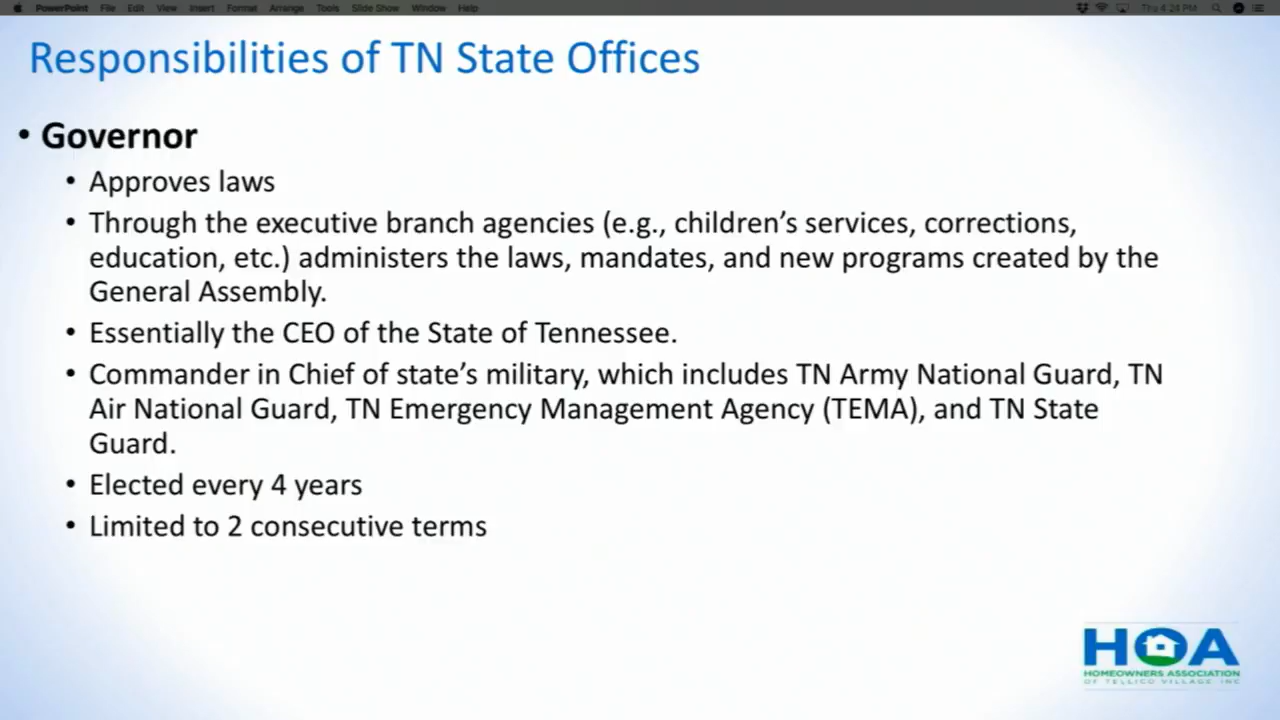 PowerPoint File Edit View Insert Format Arrange Tools Slide Show Window Help Thu 4:24 PM
Responsibilities of TN State Offices
• Governor
• Approves laws
• Through the executive branch agencies (e.g., children’s services, corrections,
education, etc.) administers the laws, mandates, and new programs created by the
General Assembly.
• Essentially the CEO of the State of Tennessee.
• Commander in Chief of state’s military, which includes TN Army National Guard, TN
Air National Guard, TN Emergency Management Agency (TEMA), and TN State
Guard.
• Elected every 4 years
• Limited to 2 consecutive terms
HOA
HOMEOWNERS ASSOCIATION
OF TELLICO VILLAGE INC